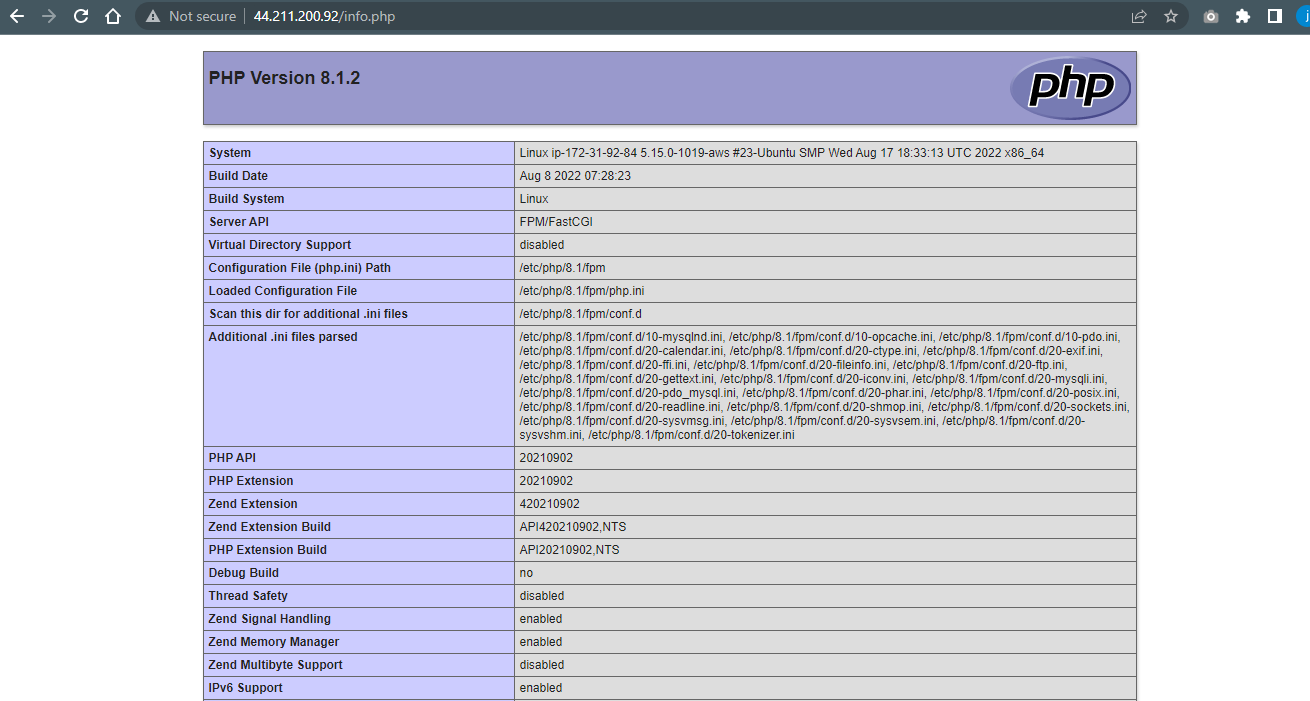 Not secure 44.211.200.92/info.php
j
PHP Version 8.1.2
php
System Linux ip-172-31-92-84 5.15.0-1019-aws #23-Ubuntu SMP Wed Aug 17 18:33:13 UTC 2022 x86_64
Build Date Aug 8 2022 07:28:23
Build System Linux
Server API FPM/FastCGI
Virtual Directory Support disabled
Configuration File (php.ini) Path /etc/php/8.1/fpm
Loaded Configuration File /etc/php/8.1/fpm/php.ini
Scan this dir for additional .ini files /etc/php/8.1/fpm/conf.d
Additional .ini files parsed /etc/php/8.1/fpm/conf.d/10-mysqlnd.ini, /etc/php/8.1/fpm/conf.d/10-opcache.ini, /etc/php/8.1/fpm/conf.d/10-pdo.ini,
/etc/php/8.1/fpm/conf.d/20-calendar.ini, /etc/php/8.1/fpm/conf.d/20-ctype.ini, /etc/php/8.1/fpm/conf.d/20-exif.ini,
/etc/php/8.1/fpm/conf.d/20-ffi.ini, /etc/php/8.1/fpm/conf.d/20-fileinfo.ini, /etc/php/8.1/fpm/conf.d/20-ftp.ini,
/etc/php/8.1/fpm/conf.d/20-gettext.ini, /etc/php/8.1/fpm/conf.d/20-iconv.ini, /etc/php/8.1/fpm/conf.d/20-mysqli.ini,
/etc/php/8.1/fpm/conf.d/20-pdo_mysql.ini, /etc/php/8.1/fpm/conf.d/20-phar.ini, /etc/php/8.1/fpm/conf.d/20-posix.ini,
/etc/php/8.1/fpm/conf.d/20-readline.ini, /etc/php/8.1/fpm/conf.d/20-shmop.ini, /etc/php/8.1/fpm/conf.d/20-sockets.ini,
/etc/php/8.1/fpm/conf.d/20-sysvmsg.ini, /etc/php/8.1/fpm/conf.d/20-sysvsem.ini, /etc/php/8.1/fpm/conf.d/20-
sysvshm.ini, /etc/php/8.1/fpm/conf.d/20-tokenizer.ini
PHP API 20210902
PHP Extension 20210902
Zend Extension 420210902
Zend Extension Build API420210902,NTS
PHP Extension Build API20210902,NTS
Debug Build no
Thread Safety disabled
Zend Signal Handling enabled
Zend Memory Manager enabled
Zend Multibyte Support disabled
IPv6 Support enabled